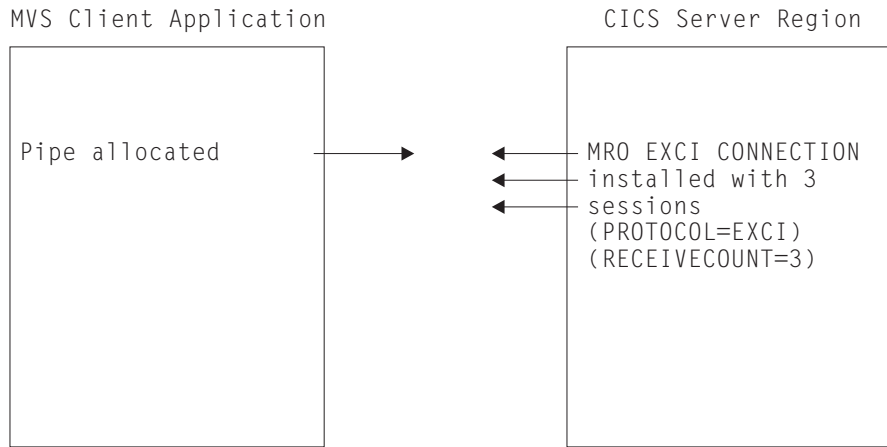 MVS Client Application
CICS Server Region
Pipe allocated
MRO EXCI CONNECTION
installed with 3
sessions
(PROTOCOL=EXCI)
(RECEIVECOUNT=3)